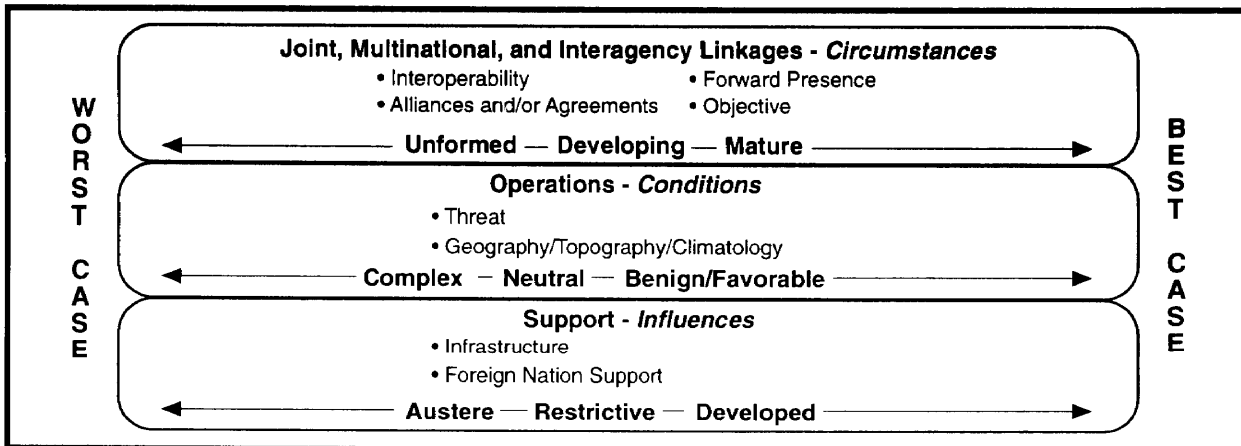 WORST CASE
Joint, Multinational, and Interagency Linkages - Circumstances
• Interoperability • Forward Presence
• Alliances and/or Agreements • Objective
Unformed — Developing — Mature
Operations - Conditions
• Threat
• Geography/Topography/Climatology
Complex – Neutral — Benign/Favorable
Support - Influences
• Infrastructure
• Foreign Nation Support
Austere — Restrictive — Developed
BEST CASE